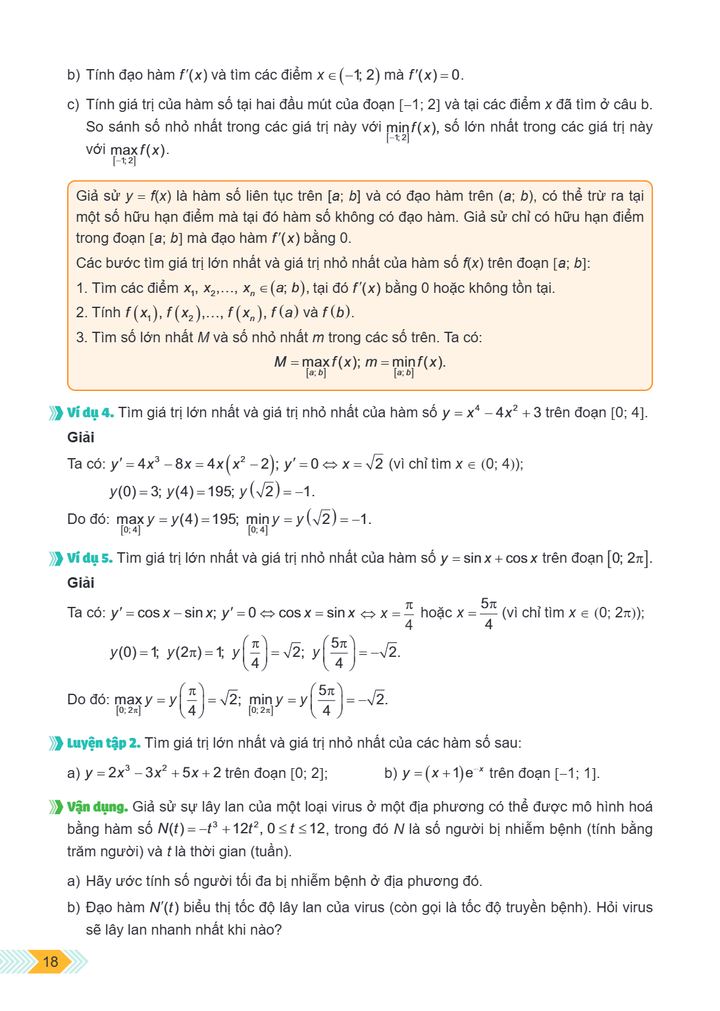 b) Tính đạo hàm f′(x) và tìm các điểm x ∈ (−1; 2) mà f′(x) = 0.
c) Tính giá trị của hàm số tại hai đầu mút của đoạn [−1; 2] và tại các điểm x đã tìm ở câu b.
So sánh số nhỏ nhất trong các giá trị này với min f(x), số lớn nhất trong các giá trị này
[−1; 2]
với max f(x).
[−1; 2]
Giả sử y = f(x) là hàm số liên tục trên [a; b] và có đạo hàm trên (a; b), có thể trừ ra tại
một số hữu hạn điểm mà tại đó hàm số không có đạo hàm. Giả sử chỉ có hữu hạn điểm
trong đoạn [a; b] mà đạo hàm f′(x) bằng 0.
Các bước tìm giá trị lớn nhất và giá trị nhỏ nhất của hàm số f(x) trên đoạn [a; b]:
1. Tìm các điểm x₁, x₂,…, xₙ ∈ (a; b), tại đó f′(x) bằng 0 hoặc không tồn tại.
2. Tính f(x₁), f(x₂),…, f(xₙ), f(a) và f(b).
3. Tìm số lớn nhất M và số nhỏ nhất m trong các số trên. Ta có:
M = max f(x); m = min f(x).
[a; b] [a; b]
Ví dụ 4. Tìm giá trị lớn nhất và giá trị nhỏ nhất của hàm số y = x⁴ − 4x² + 3 trên đoạn [0; 4].
Giải
Ta có: y′ = 4x³ − 8x = 4x(x² − 2); y′ = 0 ⇔ x = √2 (vì chỉ tìm x ∈ (0; 4));
y(0) = 3; y(4) = 195; y(√2) = −1.
Do đó: max y = y(4) = 195; min y = y(√2) = −1.
[0; 4] [0; 4]
Ví dụ 5. Tìm giá trị lớn nhất và giá trị nhỏ nhất của hàm số y = sin x + cos x trên đoạn [0; 2π].
Giải
Ta có: y′ = cos x − sin x; y′ = 0 ⇔ cos x = sin x ⇔ x = π/4 hoặc x = 5π/4 (vì chỉ tìm x ∈ (0; 2π));
y(0) = 1; y(2π) = 1; y(π/4) = √2; y(5π/4) = −√2.
Do đó: max y = y(π/4) = √2; min y = y(5π/4) = −√2.
[0; 2π] [0; 2π]
Luyện tập 2. Tìm giá trị lớn nhất và giá trị nhỏ nhất của các hàm số sau:
a) y = 2x³ − 3x² + 5x + 2 trên đoạn [0; 2]; b) y = (x + 1)e⁻ˣ trên đoạn [−1; 1].
Vận dụng. Giả sử sự lây lan của một loại virus ở một địa phương có thể được mô hình hoá
bằng hàm số N(t) = −t³ + 12t², 0 ≤ t ≤ 12, trong đó N là số người bị nhiễm bệnh (tính bằng
trăm người) và t là thời gian (tuần).
a) Hãy ước tính số người tối đa bị nhiễm bệnh ở địa phương đó.
b) Đạo hàm N′(t) biểu thị tốc độ lây lan của virus (còn gọi là tốc độ truyền bệnh). Hỏi virus
sẽ lây lan nhanh nhất khi nào?
18